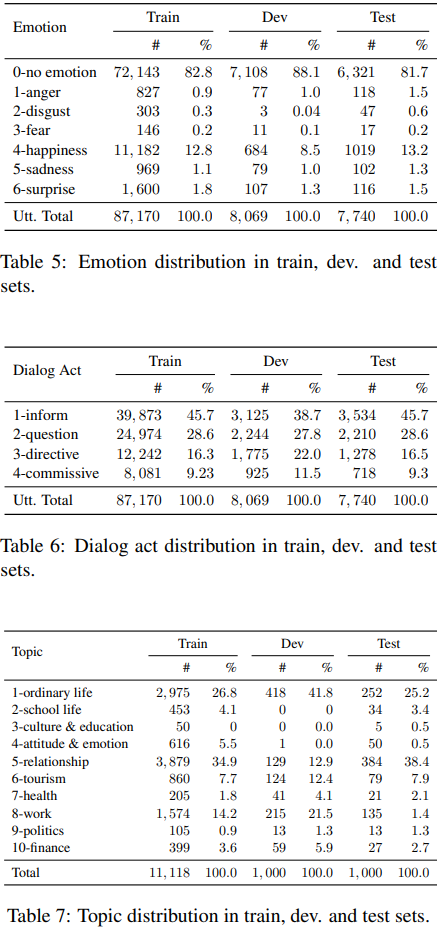 Emotion Train Dev Test
# % # % # %
0-no emotion 72, 143 82.8 7, 108 88.1 6, 321 81.7
1-anger 827 0.9 77 1.0 118 1.5
2-disgust 303 0.3 3 0.04 47 0.6
3-fear 146 0.2 11 0.1 17 0.2
4-happiness 11, 182 12.8 684 8.5 1019 13.2
5-sadness 969 1.1 79 1.0 102 1.3
6-surprise 1, 600 1.8 107 1.3 116 1.5
Utt. Total 87, 170 100.0 8, 069 100.0 7, 740 100.0
Table 5: Emotion distribution in train, dev. and test
sets.
Dialog Act Train Dev Test
# % # % # %
1-inform 39, 873 45.7 3, 125 38.7 3, 534 45.7
2-question 24, 974 28.6 2, 244 27.8 2, 210 28.6
3-directive 12, 242 16.3 1, 775 22.0 1, 278 16.5
4-commissive 8, 081 9.23 925 11.5 718 9.3
Utt. Total 87, 170 100.0 8, 069 100.0 7, 740 100.0
Table 6: Dialog act distribution in train, dev. and test
sets.
Topic Train Dev Test
# % # % # %
1-ordinary life 2, 975 26.8 418 41.8 252 25.2
2-school life 453 4.1 0 0 34 3.4
3-culture & education 50 0 0 0.0 5 0.5
4-attitude & emotion 616 5.5 1 0.0 50 0.5
5-relationship 3, 879 34.9 129 12.9 384 38.4
6-tourism 860 7.7 124 12.4 79 7.9
7-health 205 1.8 41 4.1 21 2.1
8-work 1, 574 14.2 215 21.5 135 1.4
9-politics 105 0.9 13 1.3 13 1.3
10-finance 399 3.6 59 5.9 27 2.7
Total 11, 118 100.0 1, 000 100.0 1, 000 100.0
Table 7: Topic distribution in train, dev. and test sets.